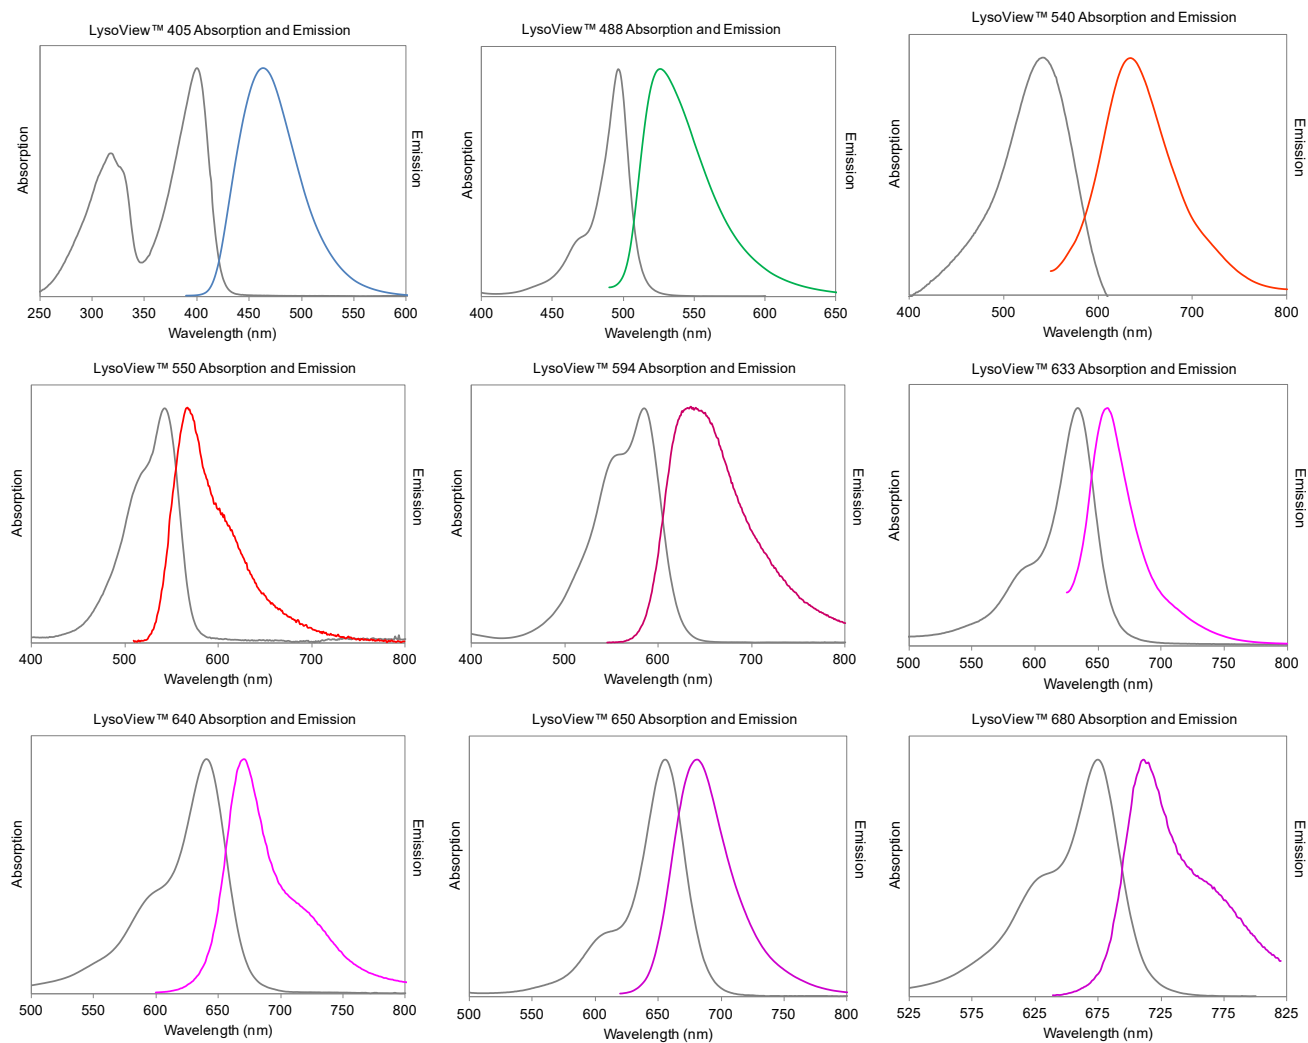 LysoView™ 405 Absorption and Emission
Absorption
Emission
250 300 350 400 450 500 550 600
Wavelength (nm)
LysoView™ 488 Absorption and Emission
Absorption
Emission
400 450 500 550 600 650
Wavelength (nm)
LysoView™ 540 Absorption and Emission
Absorption
Emission
400 500 600 700 800
Wavelength (nm)
LysoView™ 550 Absorption and Emission
Absorption
Emission
400 500 600 700 800
Wavelength (nm)
LysoView™ 594 Absorption and Emission
Absorption
Emission
400 500 600 700 800
Wavelength (nm)
LysoView™ 633 Absorption and Emission
Absorption
Emission
500 550 600 650 700 750 800
Wavelength (nm)
LysoView™ 640 Absorption and Emission
Absorption
Emission
500 550 600 650 700 750 800
Wavelength (nm)
LysoView™ 650 Absorption and Emission
Absorption
Emission
500 550 600 650 700 750 800
Wavelength (nm)
LysoView™ 680 Absorption and Emission
Absorption
Emission
525 575 625 675 725 775 825
Wavelength (nm)